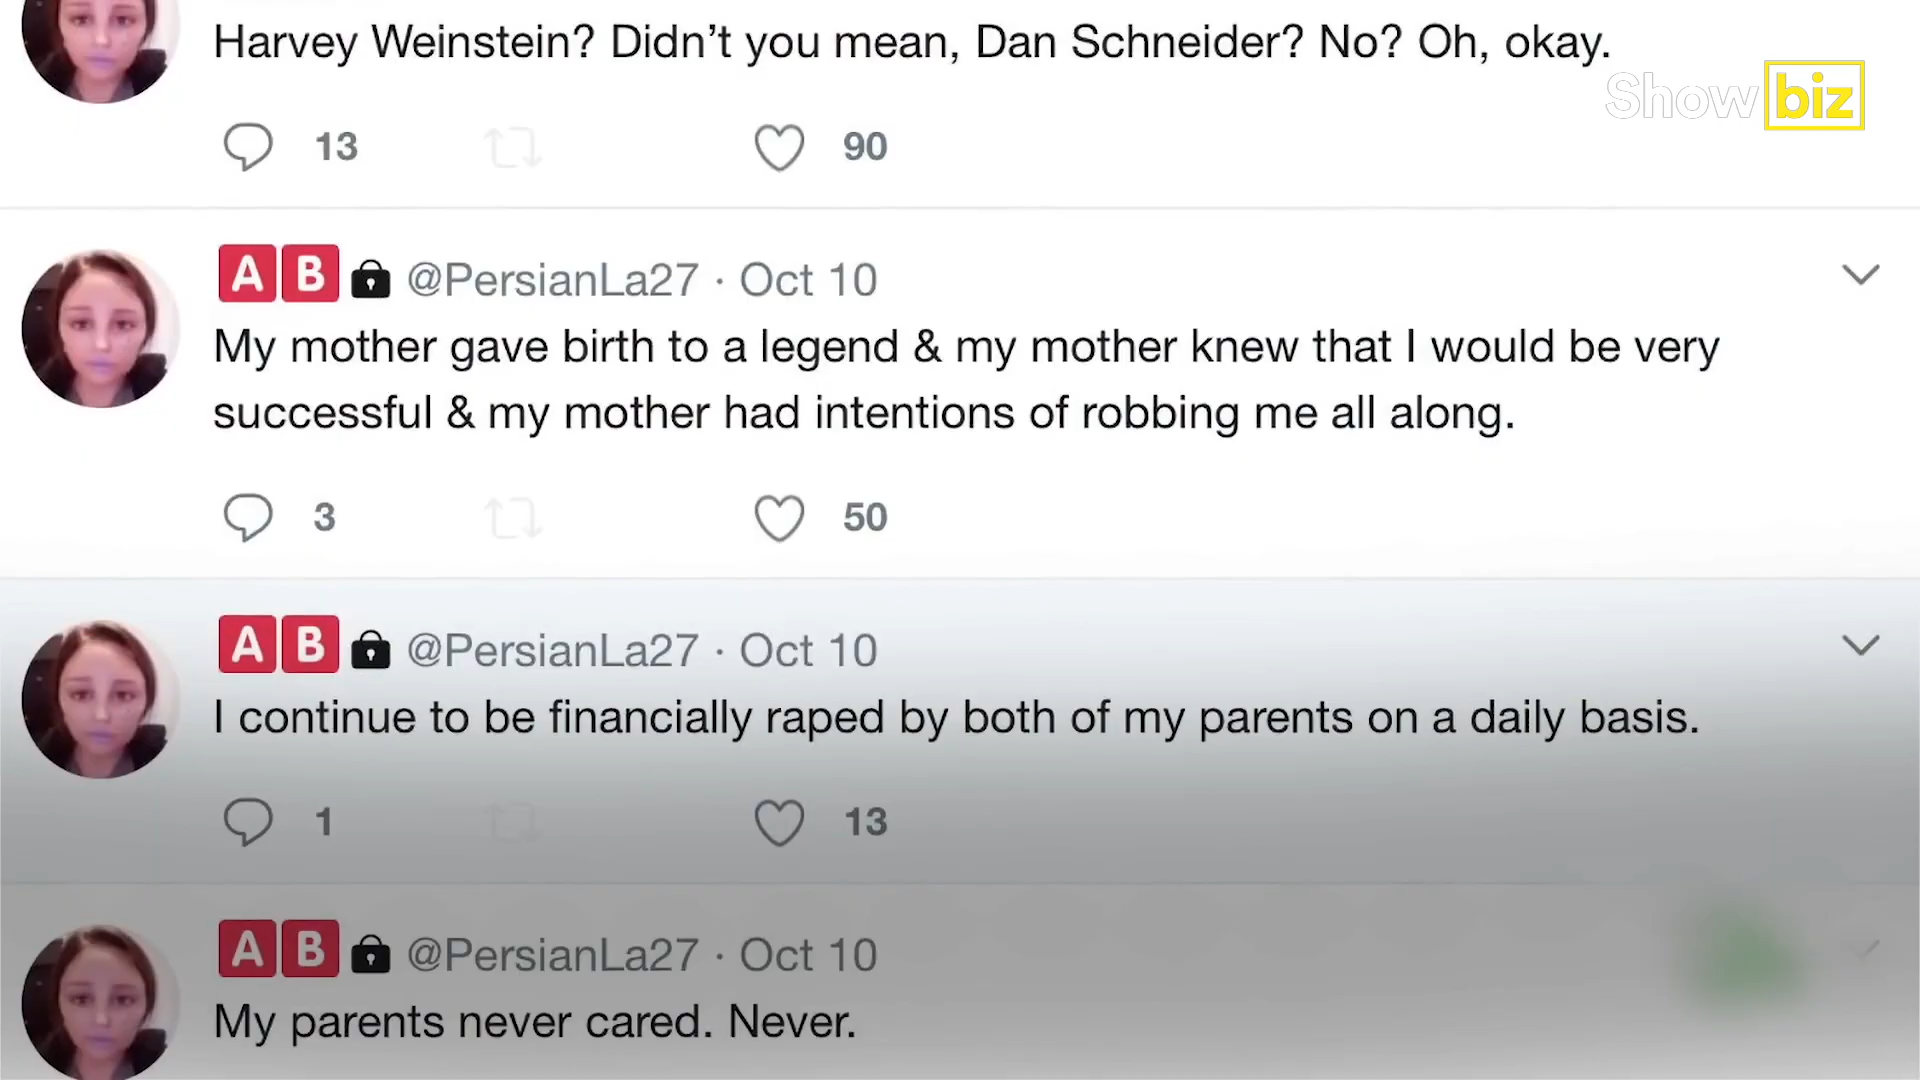 Harvey Weinstein? Didn’t you mean, Dan Schneider? No? Oh, okay.
Show biz
13 90
A B @PersianLa27 · Oct 10
My mother gave birth to a legend & my mother knew that I would be very
successful & my mother had intentions of robbing me all along.
3 50
A B @PersianLa27 · Oct 10
I continue to be financially raped by both of my parents on a daily basis.
1 13
A B @PersianLa27 · Oct 10
My parents never cared. Never.